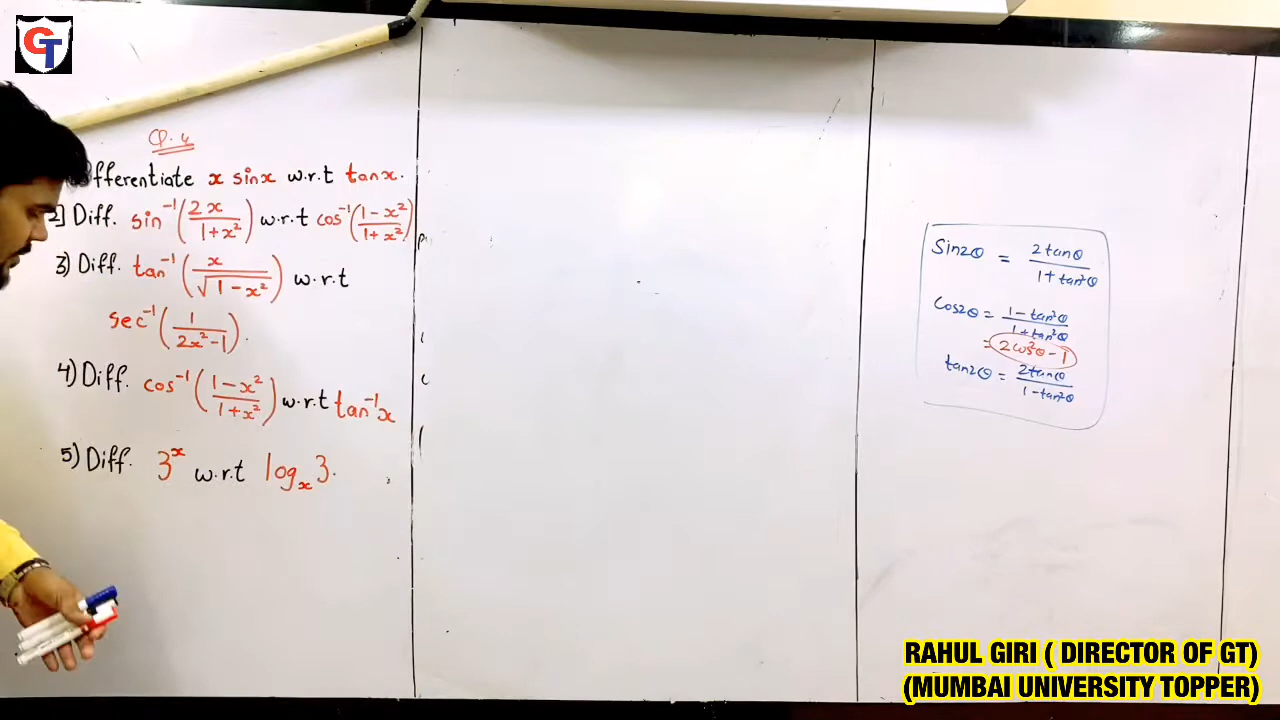 GT
Q.4
fferentiate x sinx w.r.t tanx.
2] Diff. sin⁻¹(2x/1+x²) w.r.t cos⁻¹(1-x²/1+x²)
3) Diff. tan⁻¹(x/√1-x²) w.r.t
sec⁻¹(1/2x²-1).
4) Diff. cos⁻¹(1-x²/1+x²) w.r.t tan⁻¹x
5) Diff. 3ˣ w.r.t logₓ3.
Sin2θ = 2tanθ/1+tan²θ
Cos2θ = 1-tan²θ/1+tan²θ
= 2cos²θ-1
tan2θ = 2tanθ/1-tan²θ
RAHUL GIRI ( DIRECTOR OF GT)
(MUMBAI UNIVERSITY TOPPER)